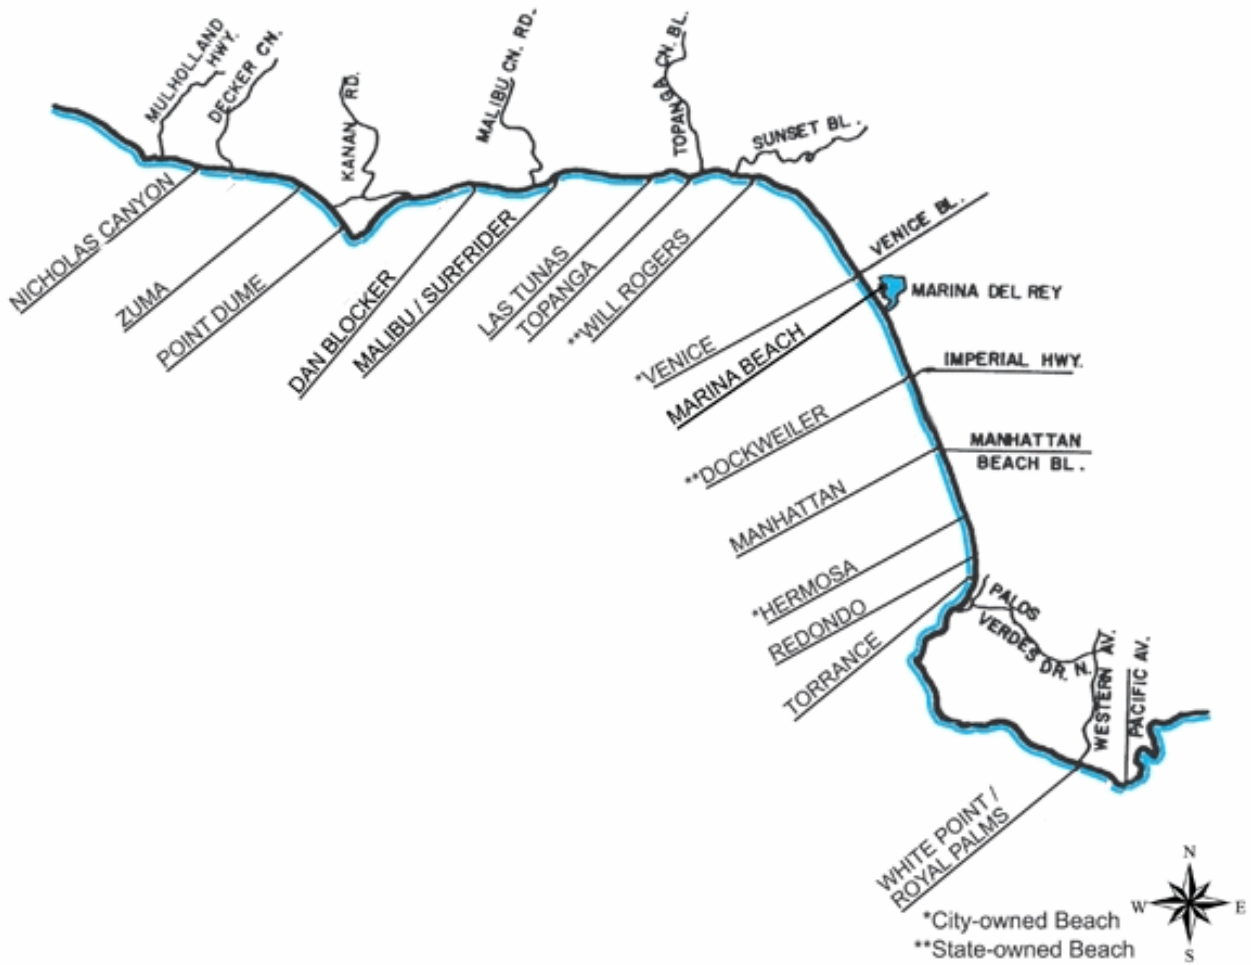 MULHOLLAND
HWY.
DECKER CN.
KANAN RD.
MALIBU CN. RD.
TOPANGA CN. BL.
SUNSET BL.
NICHOLAS CANYON
ZUMA
POINT DUME
DAN BLOCKER
MALIBU / SURFRIDER
LAS TUNAS
TOPANGA
**WILL ROGERS
VENICE BL.
MARINA DEL REY
*VENICE
MARINA BEACH
IMPERIAL HWY.
**DOCKWEILER
MANHATTAN
BEACH BL.
MANHATTAN
*HERMOSA
REDONDO
TORRANCE
PALOS
VERDES DR. N.
WESTERN AV.
PACIFIC AV.
WHITE POINT /
ROYAL PALMS
N
W E
S
*City-owned Beach
**State-owned Beach